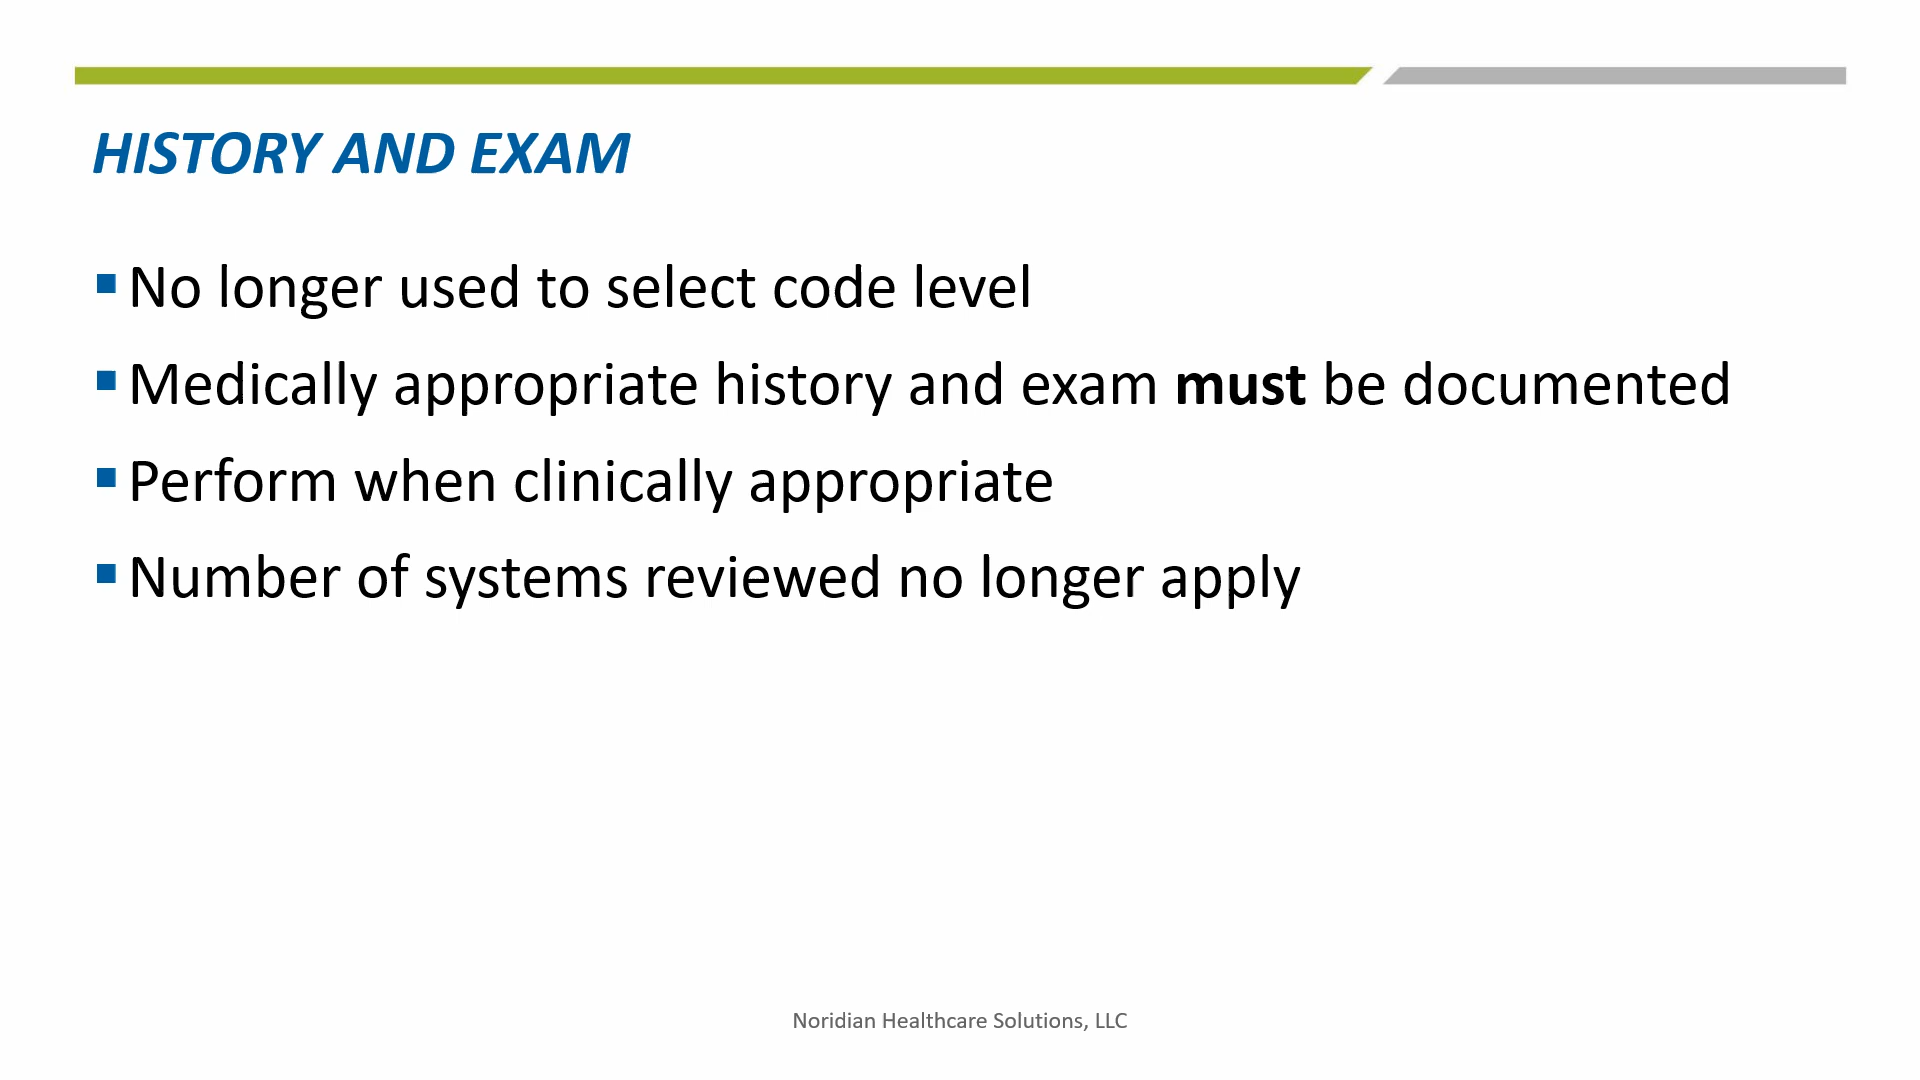 HISTORY AND EXAM
▪ No longer used to select code level
▪ Medically appropriate history and exam must be documented
▪ Perform when clinically appropriate
▪ Number of systems reviewed no longer apply
Noridian Healthcare Solutions, LLC